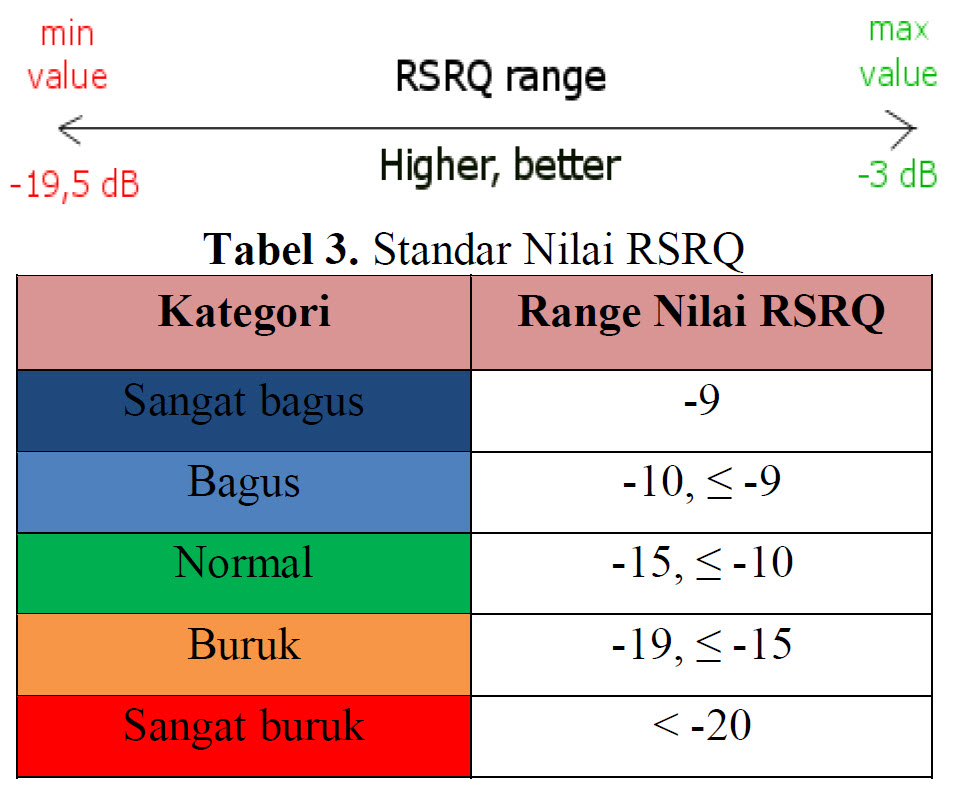 min
value
max
value
RSRQ range
Higher, better
-19,5 dB
-3 dB
Tabel 3. Standar Nilai RSRQ
Kategori Range Nilai RSRQ
Sangat bagus -9
Bagus -10, ≤ -9
Normal -15, ≤ -10
Buruk -19, ≤ -15
Sangat buruk < -20